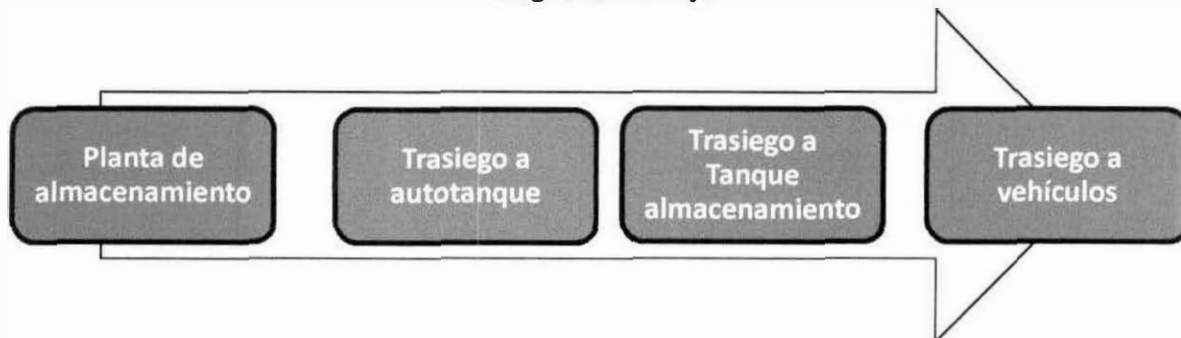 Planta de
almacenamiento
Trasiego a
autotanque
Trasiego a
Tanque
almacenamiento
Trasiego a
vehículos